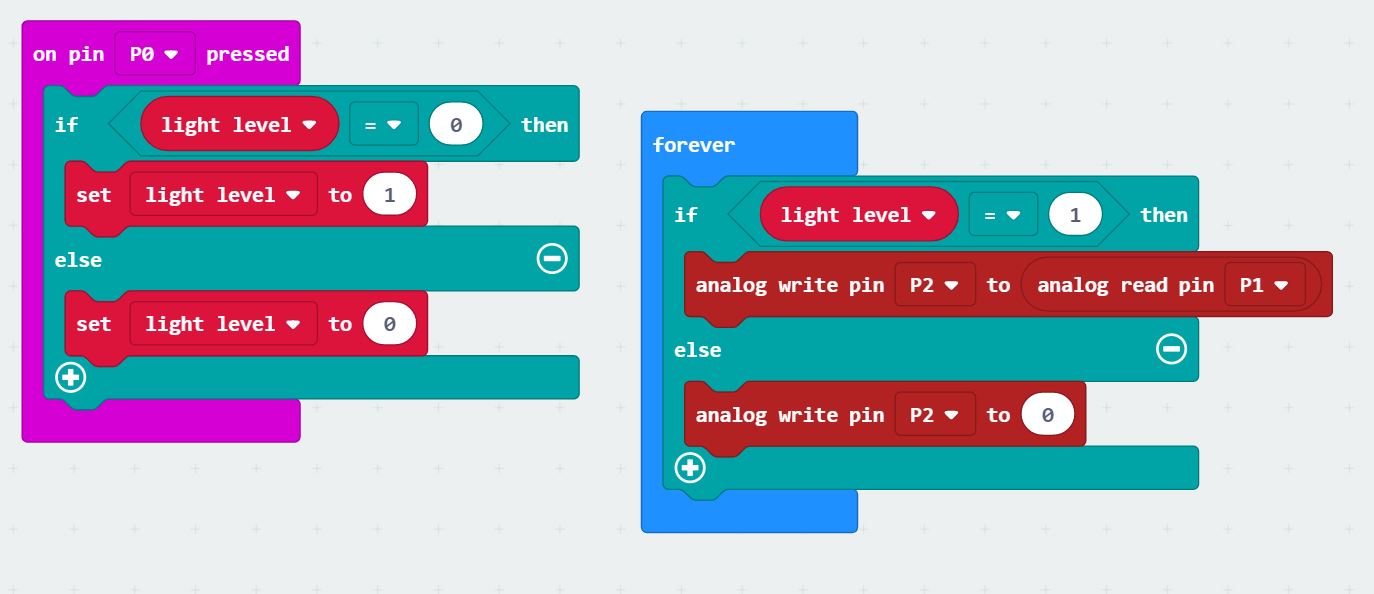 on pin P0 pressed
if light level = 0 then
set light level to 1
else
set light level to 0
forever
if light level = 1 then
analog write pin P2 to analog read pin P1
else
analog write pin P2 to 0